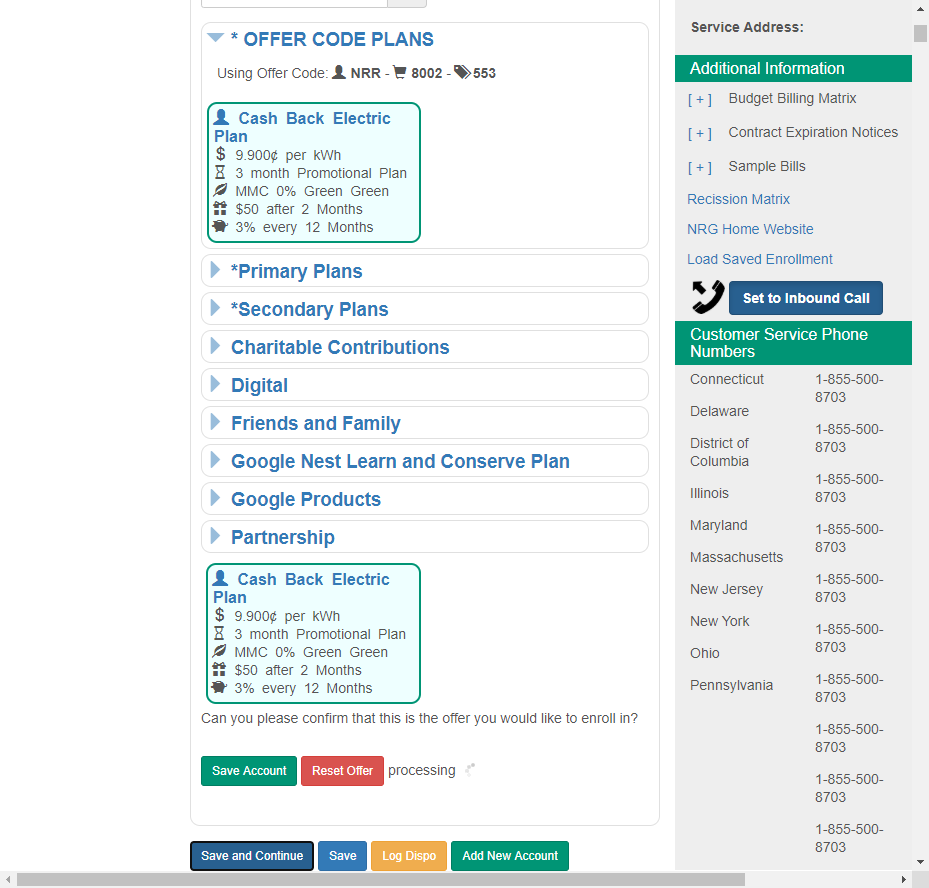 * OFFER CODE PLANS
Using Offer Code: NRR - 8002 - 553
Cash Back Electric
Plan
$ 9.900¢ per kWh
3 month Promotional Plan
MMC 0% Green Green
$50 after 2 Months
3% every 12 Months
*Primary Plans
*Secondary Plans
Charitable Contributions
Digital
Friends and Family
Google Nest Learn and Conserve Plan
Google Products
Partnership
Cash Back Electric
Plan
$ 9.900¢ per kWh
3 month Promotional Plan
MMC 0% Green Green
$50 after 2 Months
3% every 12 Months
Can you please confirm that this is the offer you would like to enroll in?
Save Account Reset Offer processing
Save and Continue Save Log Dispo Add New Account
Service Address:
Additional Information
[ + ] Budget Billing Matrix
[ + ] Contract Expiration Notices
[ + ] Sample Bills
Recission Matrix
NRG Home Website
Load Saved Enrollment
Set to Inbound Call
Customer Service Phone
Numbers
Connecticut
Delaware
District of
Columbia
Illinois
Maryland
Massachusetts
New Jersey
New York
Ohio
Pennsylvania
1-855-500-
8703
1-855-500-
8703
1-855-500-
8703
1-855-500-
8703
1-855-500-
8703
1-855-500-
8703
1-855-500-
8703
1-855-500-
8703
1-855-500-
8703
1-855-500-
8703